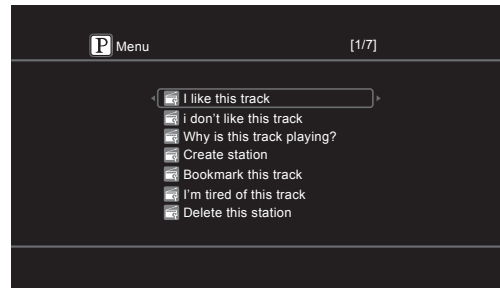 P Menu [1/7]
I like this track
i don't like this track
Why is this track playing?
Create station
Bookmark this track
I'm tired of this track
Delete this station